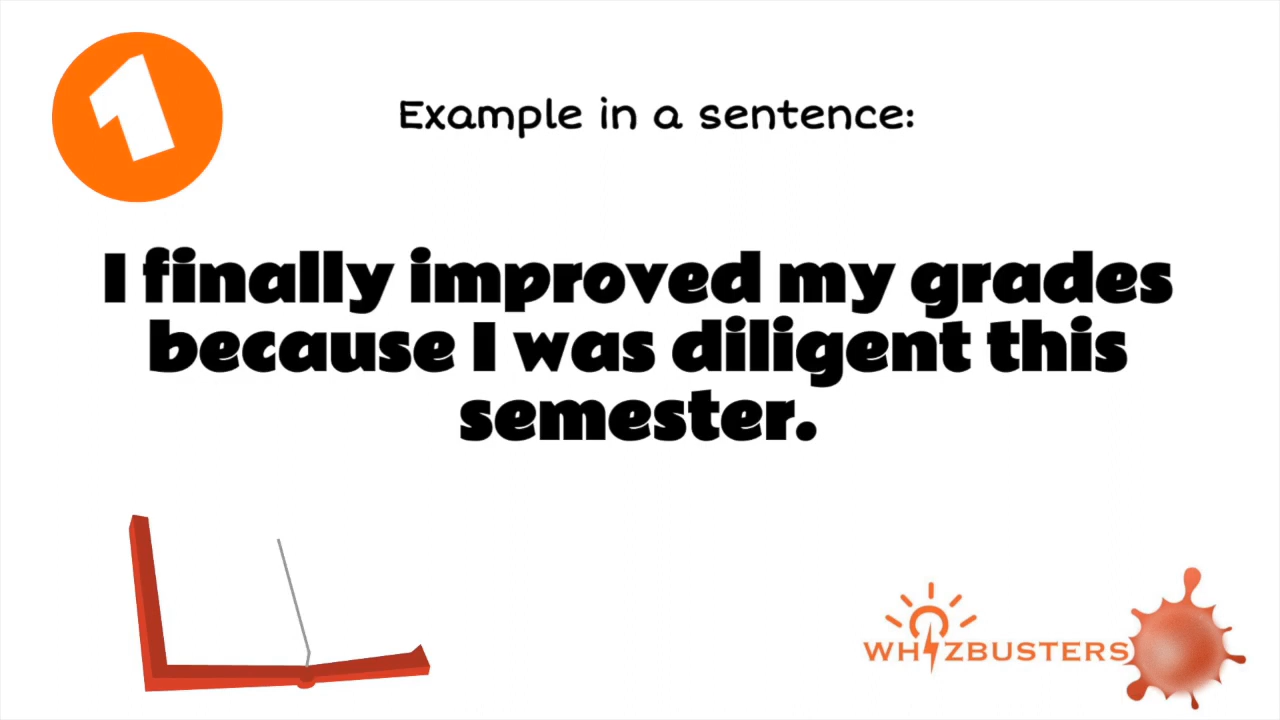 1
Example in a sentence:
I finally improved my grades
because I was diligent this
semester.
WHIZBUSTERS